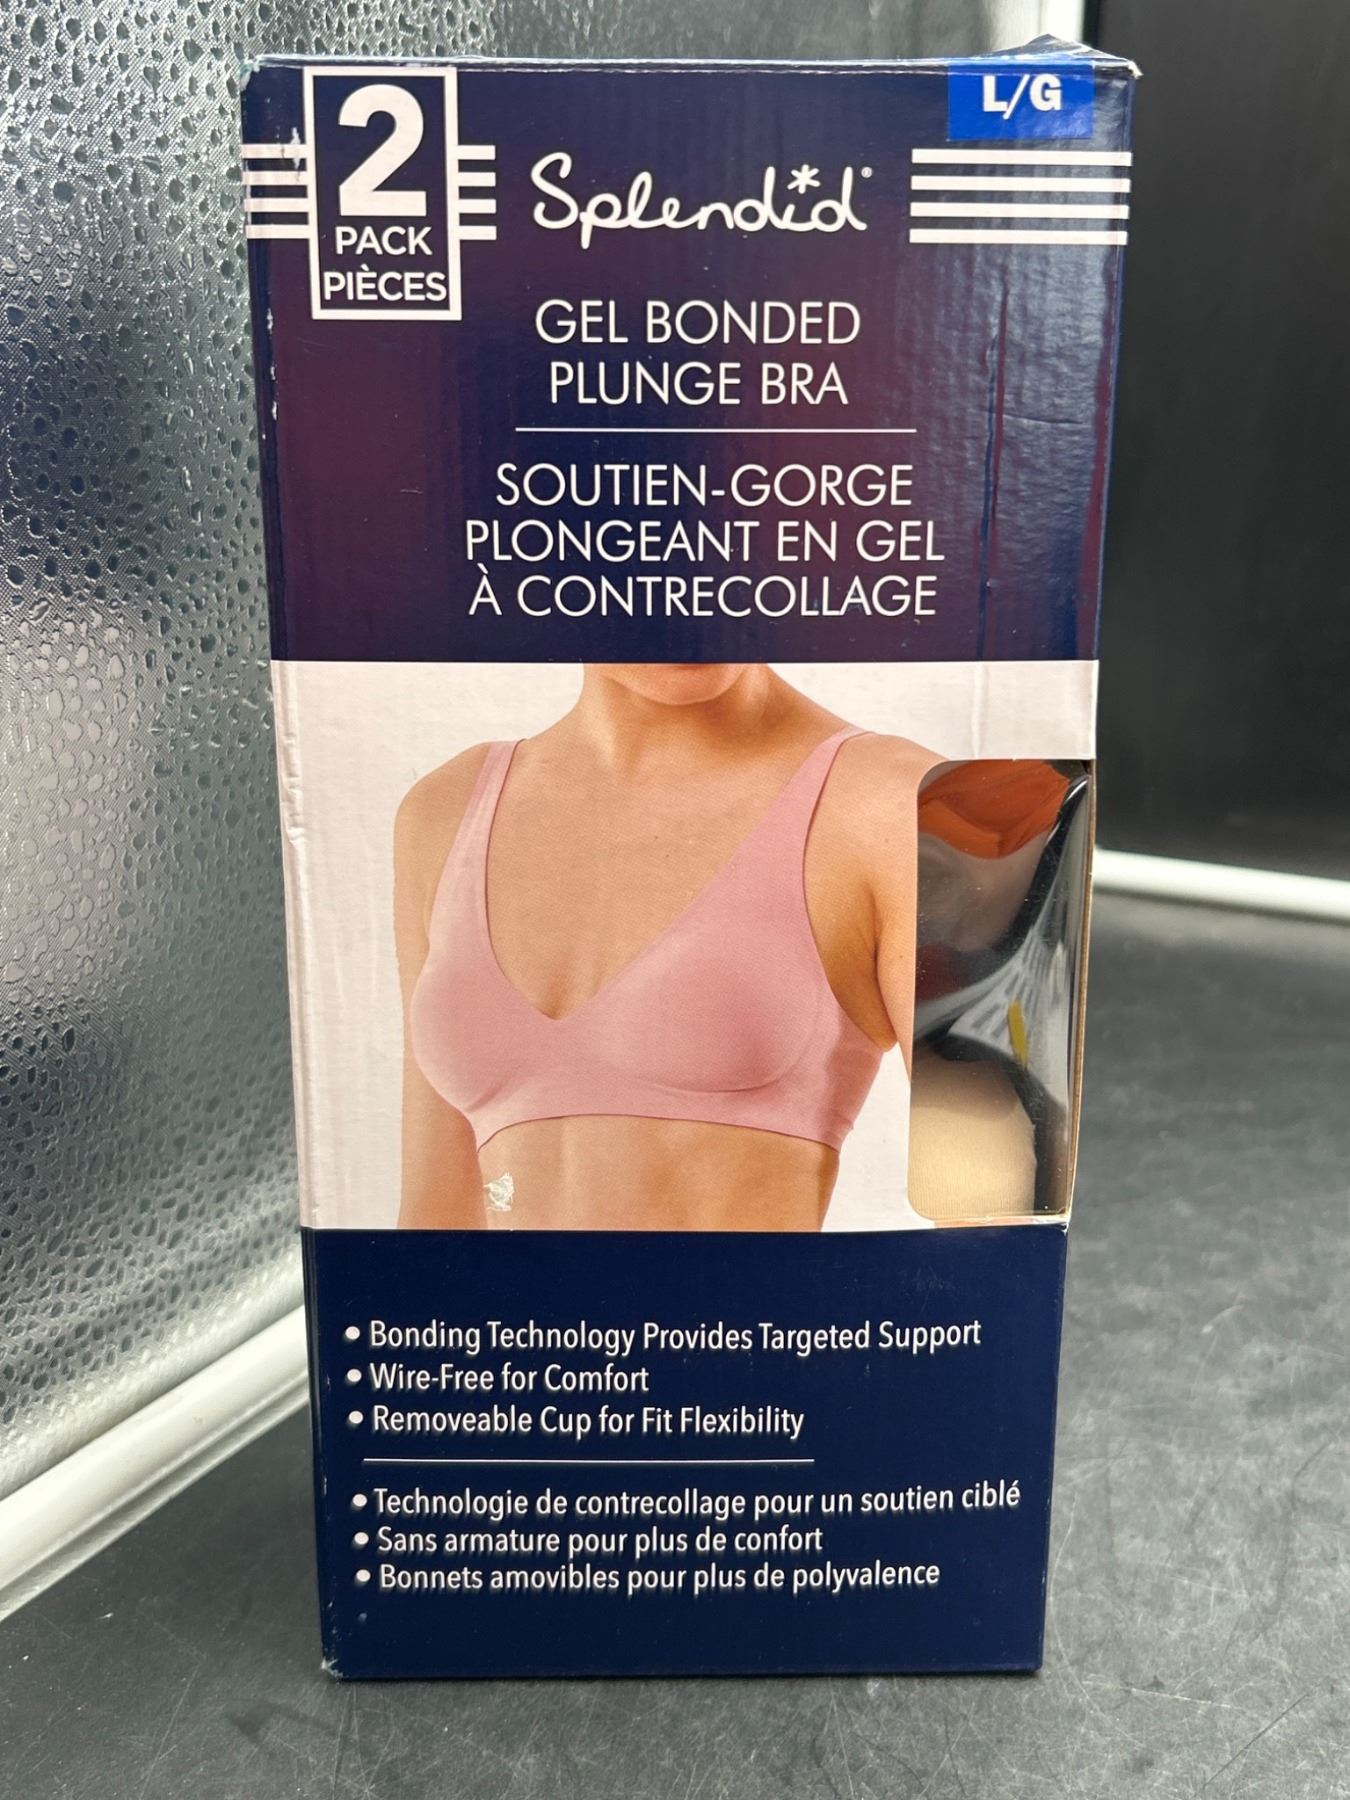 L/G
2
PACK
PIÈCES
Splendid®
GEL BONDED
PLUNGE BRA
SOUTIEN-GORGE
PLONGEANT EN GEL
À CONTRECOLLAGE
• Bonding Technology Provides Targeted Support
• Wire-Free for Comfort
• Removeable Cup for Fit Flexibility
• Technologie de contrecollage pour un soutien ciblé
• Sans armature pour plus de confort
• Bonnets amovibles pour plus de polyvalence